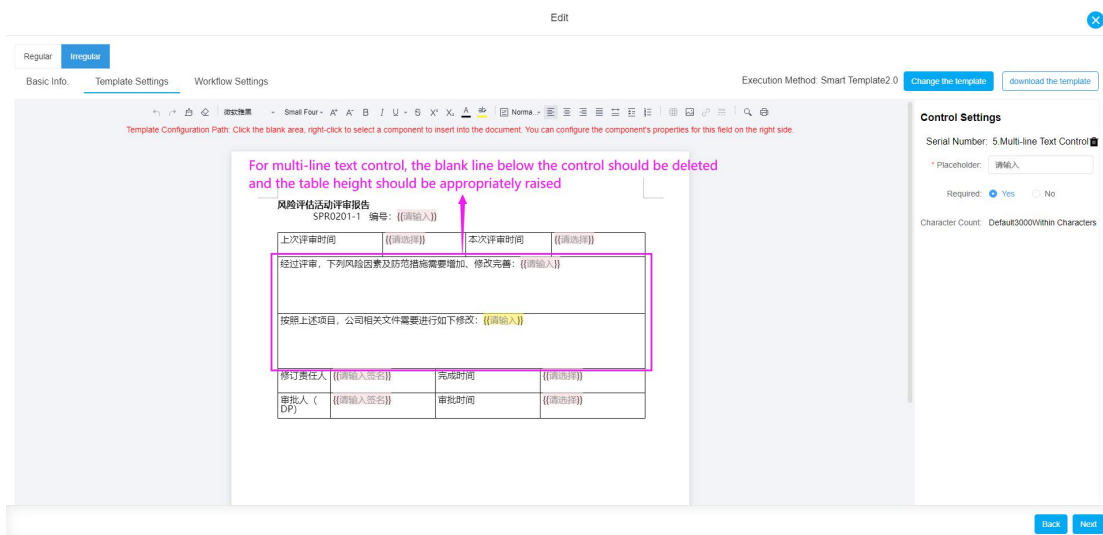 Edit
Regular Irregular
Basic Info. Template Settings Workflow Settings Execution Method: Smart Template2.0 Change the template download the template
微软雅黑 Small Four A⁺ A⁻ B I U S X² X₂ A ab Norma...
Template Configuration Path: Click the blank area, right-click to select a component to insert into the document. You can configure the component's properties for this field on the right side.
Control Settings
Serial Number: 5.Multi-line Text Control
* Placeholder: 请输入
Required: Yes No
Character Count: Default3000Within Characters
For multi-line text control, the blank line below the control should be deleted
and the table height should be appropriately raised
风险评估活动评审报告
SPR0201-1 编号: {{请输入}}
上次评审时间 {{请选择}} 本次评审时间 {{请选择}}
经过评审，下列风险因素及防范措施需要增加、修改完善: {{请输入}}
按照上述项目，公司相关文件需要进行如下修改: {{请输入}}
修订责任人 {{请输入签名}} 完成时间 {{请选择}}
审批人（ {{请输入签名}} 审批时间 {{请选择}}
DP)
Back Next